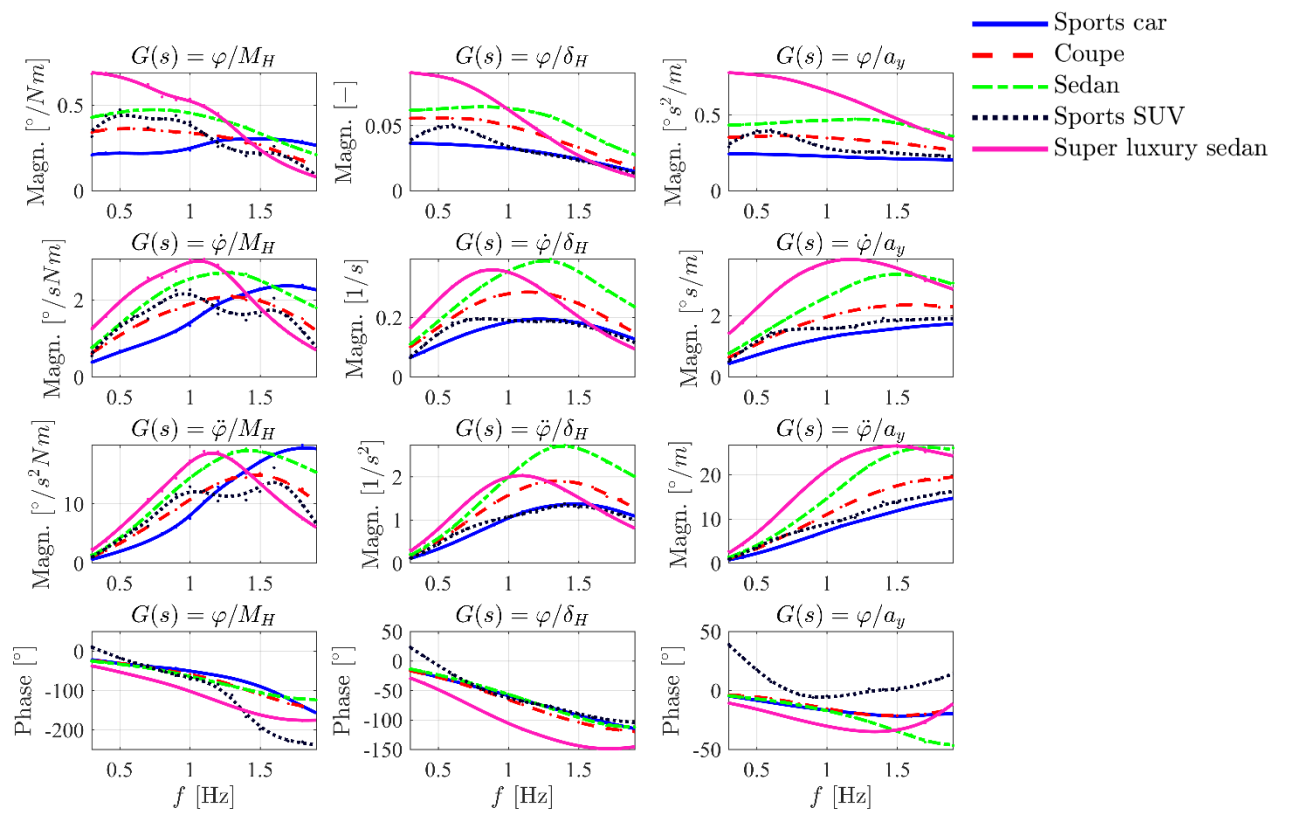 Sports car
Coupe
Sedan
Sports SUV
Super luxury sedan
G(s) = φ/M_H
G(s) = φ/δ_H
G(s) = φ/a_y
Magn. [°/Nm]
0.5
0
0.5 1 1.5
Magn. [−]
0.05
0
0.5 1 1.5
Magn. [°s²/m]
0.5
0
0.5 1 1.5
G(s) = φ̇/M_H
G(s) = φ̇/δ_H
G(s) = φ̇/a_y
Magn. [°/sNm]
2
0
0.5 1 1.5
Magn. [1/s]
0.2
0
0.5 1 1.5
Magn. [°s/m]
2
0
0.5 1 1.5
G(s) = φ̈/M_H
G(s) = φ̈/δ_H
G(s) = φ̈/a_y
Magn. [°/s²Nm]
10
0
0.5 1 1.5
Magn. [1/s²]
2
1
0
0.5 1 1.5
Magn. [°/m]
20
10
0
0.5 1 1.5
G(s) = φ/M_H
G(s) = φ/δ_H
G(s) = φ/a_y
Phase [°]
0
-100
-200
0.5 1 1.5
f [Hz]
Phase [°]
50
0
-50
-100
-150
0.5 1 1.5
f [Hz]
Phase [°]
50
0
-50
0.5 1 1.5
f [Hz]